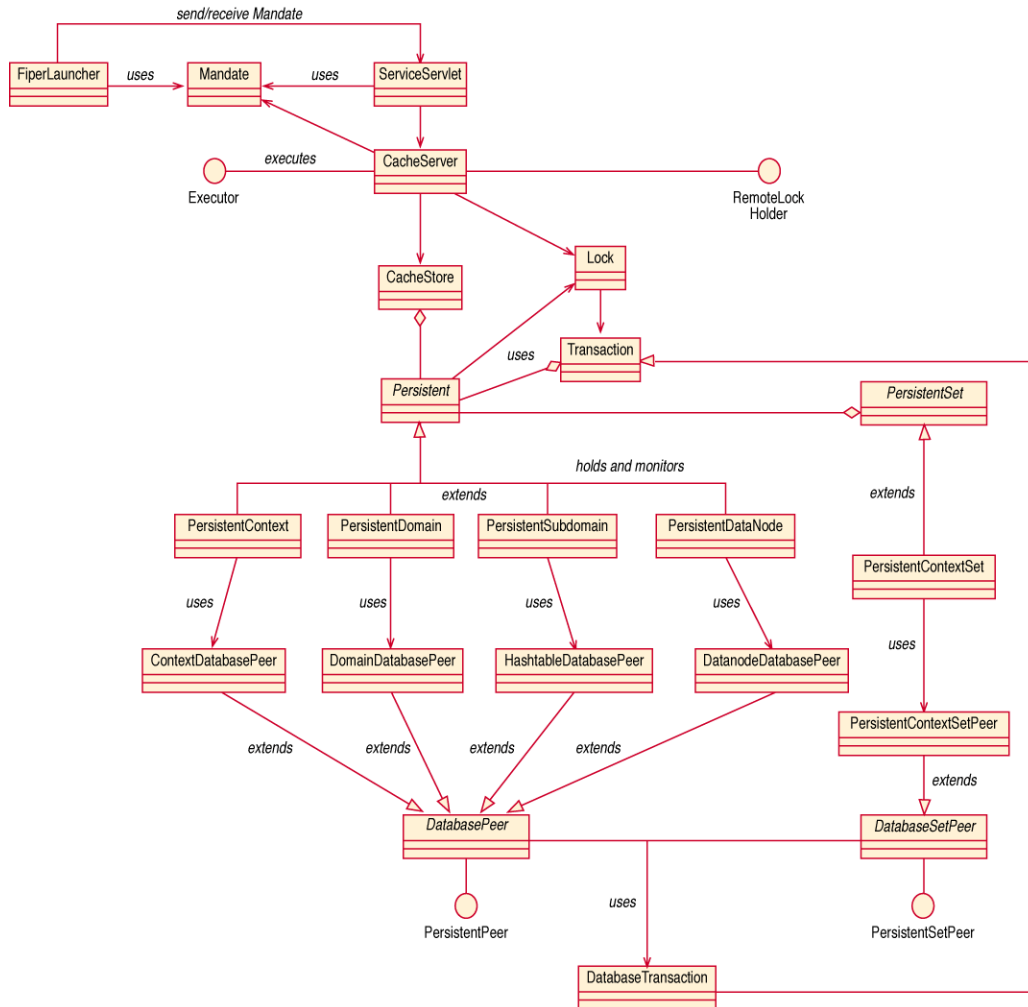 send/receive Mandate
FiperLauncher
uses
Mandate
uses
ServiceServlet
executes
CacheServer
Executor
RemoteLock
Holder
CacheStore
Lock
uses
Transaction
Persistent
PersistentSet
holds and monitors
extends
extends
PersistentContext
PersistentDomain
PersistentSubdomain
PersistentDataNode
PersistentContextSet
uses
uses
uses
uses
uses
ContextDatabasePeer
DomainDatabasePeer
HashtableDatabasePeer
DatanodeDatabasePeer
PersistentContextSetPeer
extends
extends
extends
extends
extends
DatabasePeer
DatabaseSetPeer
uses
PersistentPeer
PersistentSetPeer
DatabaseTransaction